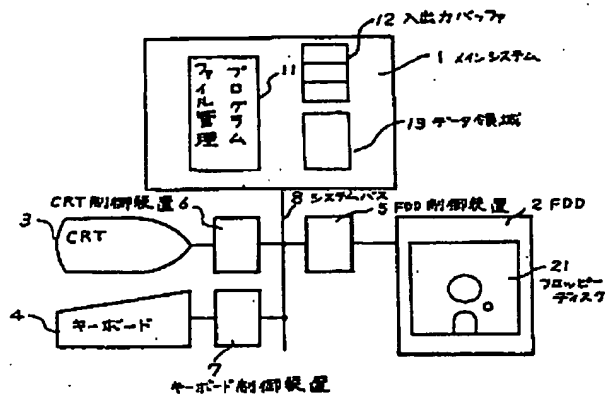 12 入出力バッファ
1 メインシステム
ファイル管理
プログラム
11
13 データ領域
8 システムバス
CRT制御装置 6
5 FDD制御装置
2 FDD
3
CRT
21
フロッピー
ディスク
4
キーボード
7
キーボード制御装置